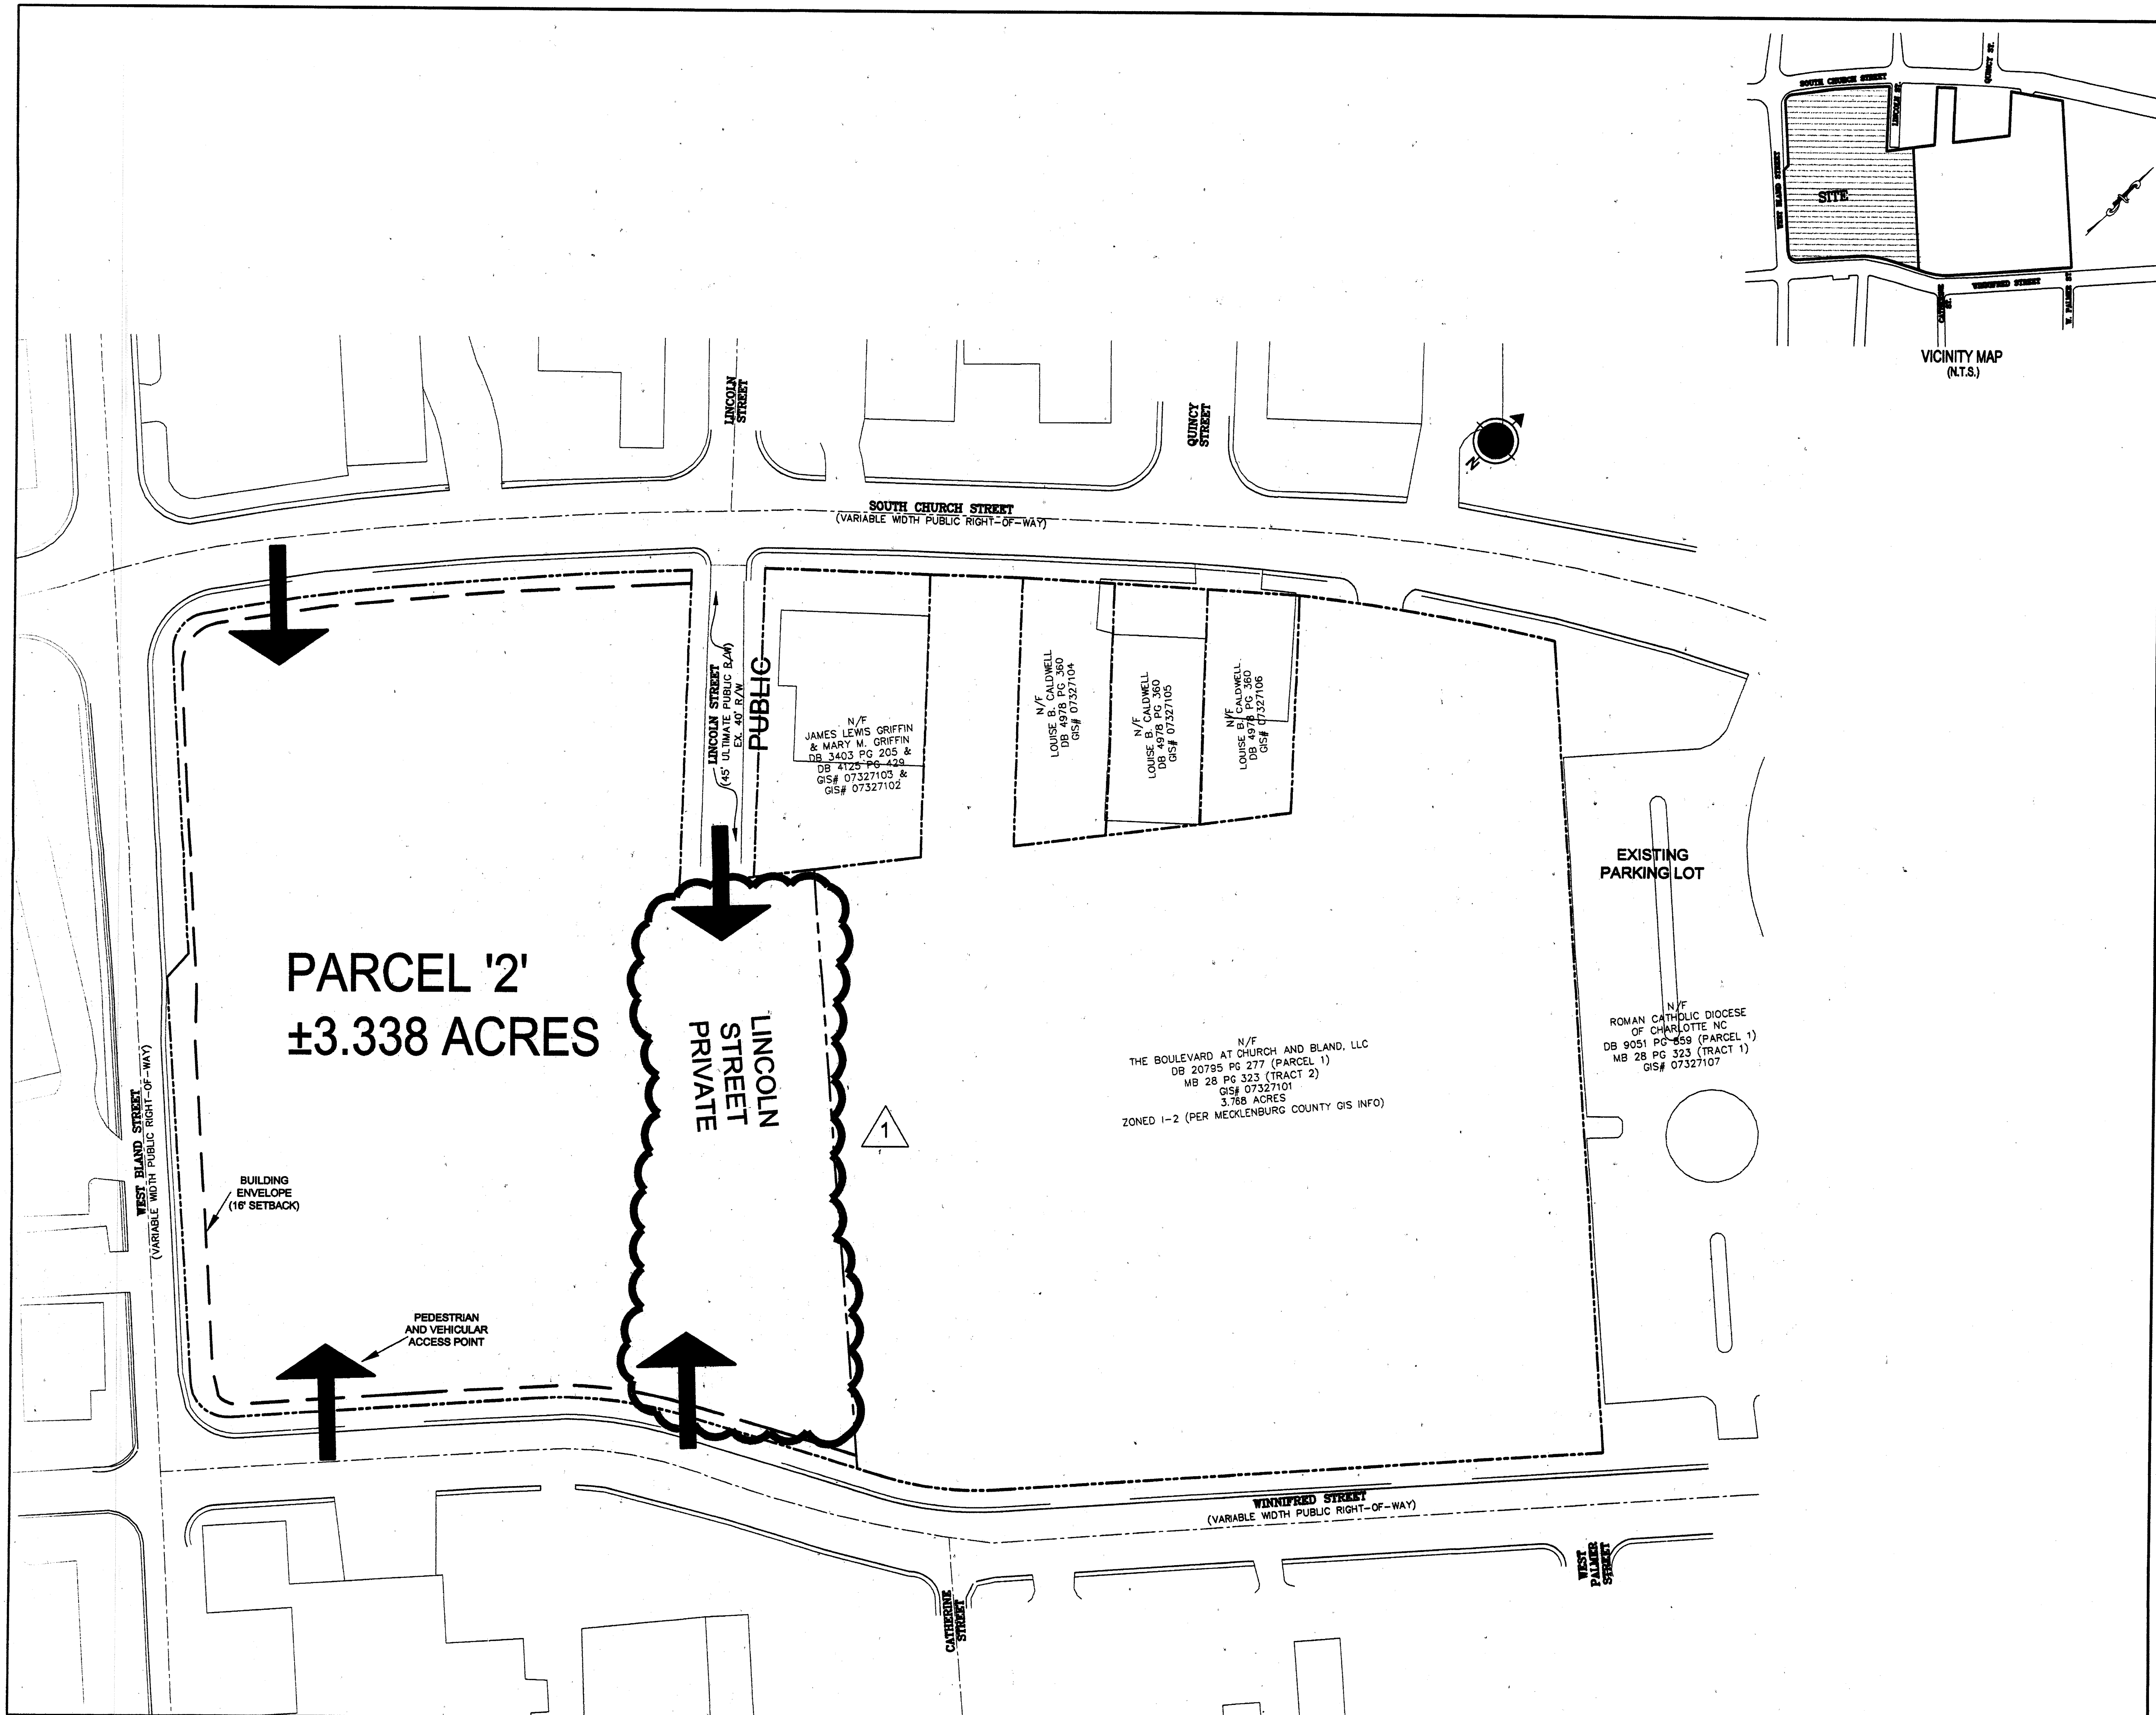 SOUTH CHURCH STREET
LINCOLN ST.
QUINCY ST.
WEST BLAND STREET
SITE
WINNIFRED STREET
CATHERINE
ST.
W. PALMER ST.
VICINITY MAP
(N.T.S.)
LINCOLN
STREET
QUINCY
STREET
N
SOUTH CHURCH STREET
(VARIABLE WIDTH PUBLIC RIGHT-OF-WAY)
LINCOLN STREET
(45' ULTIMATE PUBLIC R/W)
EX. 40' R/W
PUBLIC
N/F
JAMES LEWIS GRIFFIN
& MARY M. GRIFFIN
DB 3403 PG 205 &
DB 4125 PG 429
GIS# 07327103 &
GIS# 07327102
N/F
LOUISE B. CALDWELL
DB 4978 PG 360
GIS# 07327104
N/F
LOUISE B. CALDWELL
DB 4978 PG 360
GIS# 07327105
N/F
LOUISE B. CALDWELL
DB 4978 PG 360
GIS# 07327106
EXISTING
PARKING LOT
PARCEL '2'
±3.338 ACRES
LINCOLN
STREET
PRIVATE
1
N/F
THE BOULEVARD AT CHURCH AND BLAND, LLC
DB 20795 PG 277 (PARCEL 1)
MB 28 PG 323 (TRACT 2)
GIS# 07327101
3.768 ACRES
ZONED I-2 (PER MECKLENBURG COUNTY GIS INFO)
N/F
ROMAN CATHOLIC DIOCESE
OF CHARLOTTE NC
DB 9051 PG 859 (PARCEL 1)
MB 28 PG 323 (TRACT 1)
GIS# 07327107
WEST BLAND STREET
(VARIABLE WIDTH PUBLIC RIGHT-OF-WAY)
BUILDING
ENVELOPE
(16' SETBACK)
PEDESTRIAN
AND VEHICULAR
ACCESS POINT
WINNIFRED STREET
(VARIABLE WIDTH PUBLIC RIGHT-OF-WAY)
CATHERINE
STREET
WEST
PALMER
STREET